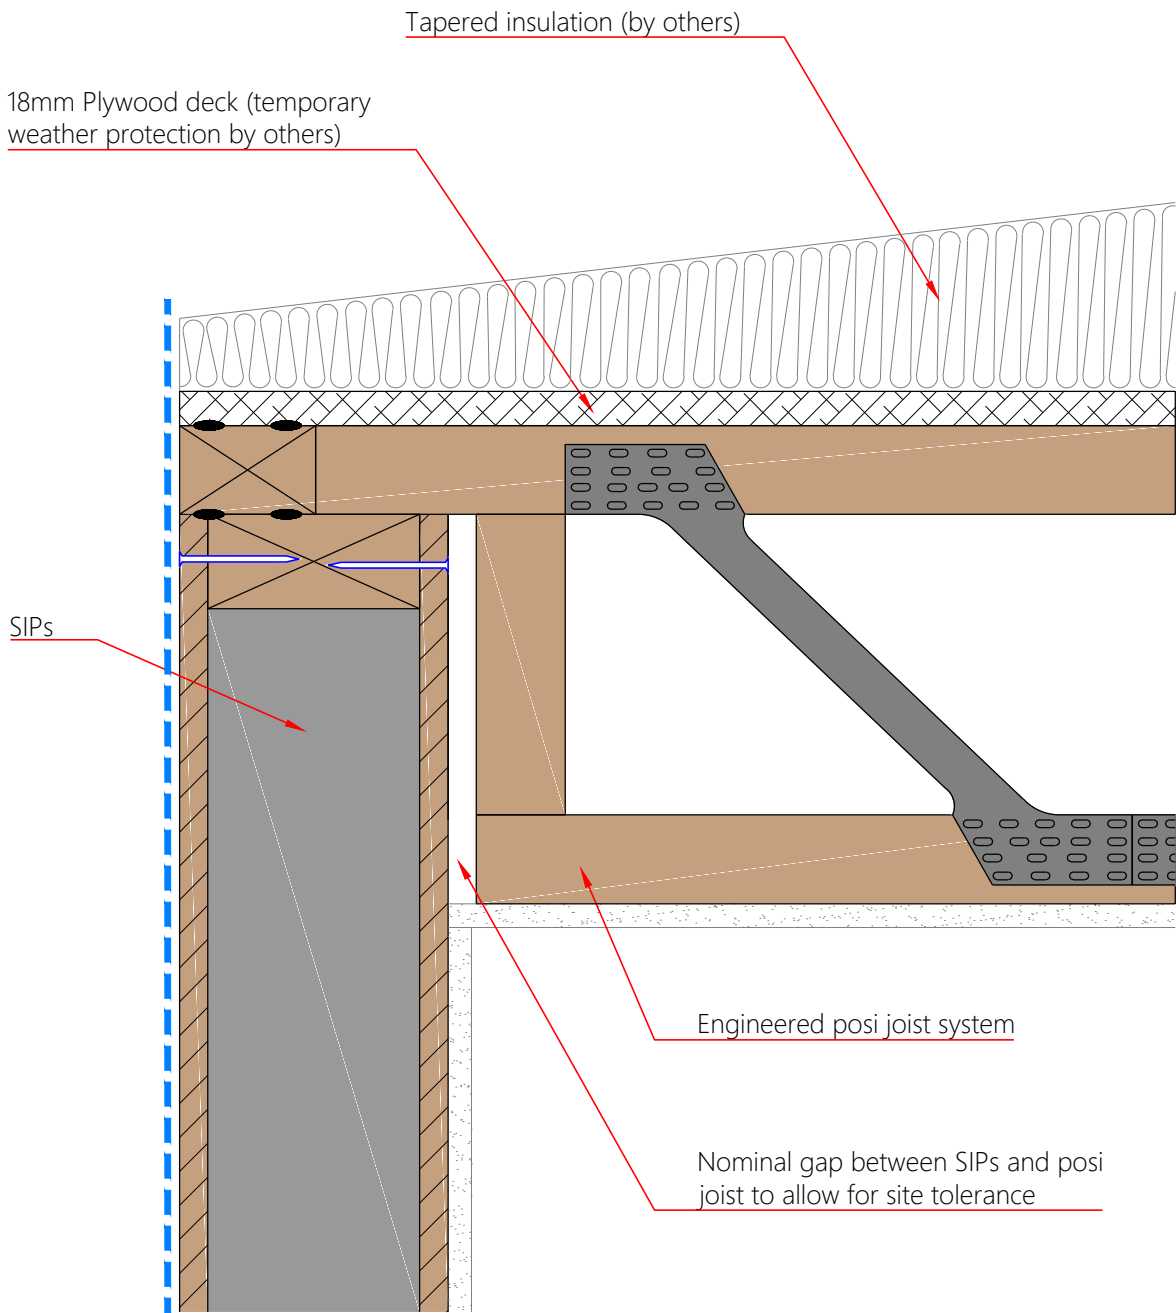 Tapered insulation (by others)
18mm Plywood deck (temporary
weather protection by others)
SIPs
Engineered posi joist system
Nominal gap between SIPs and posi
joist to allow for site tolerance